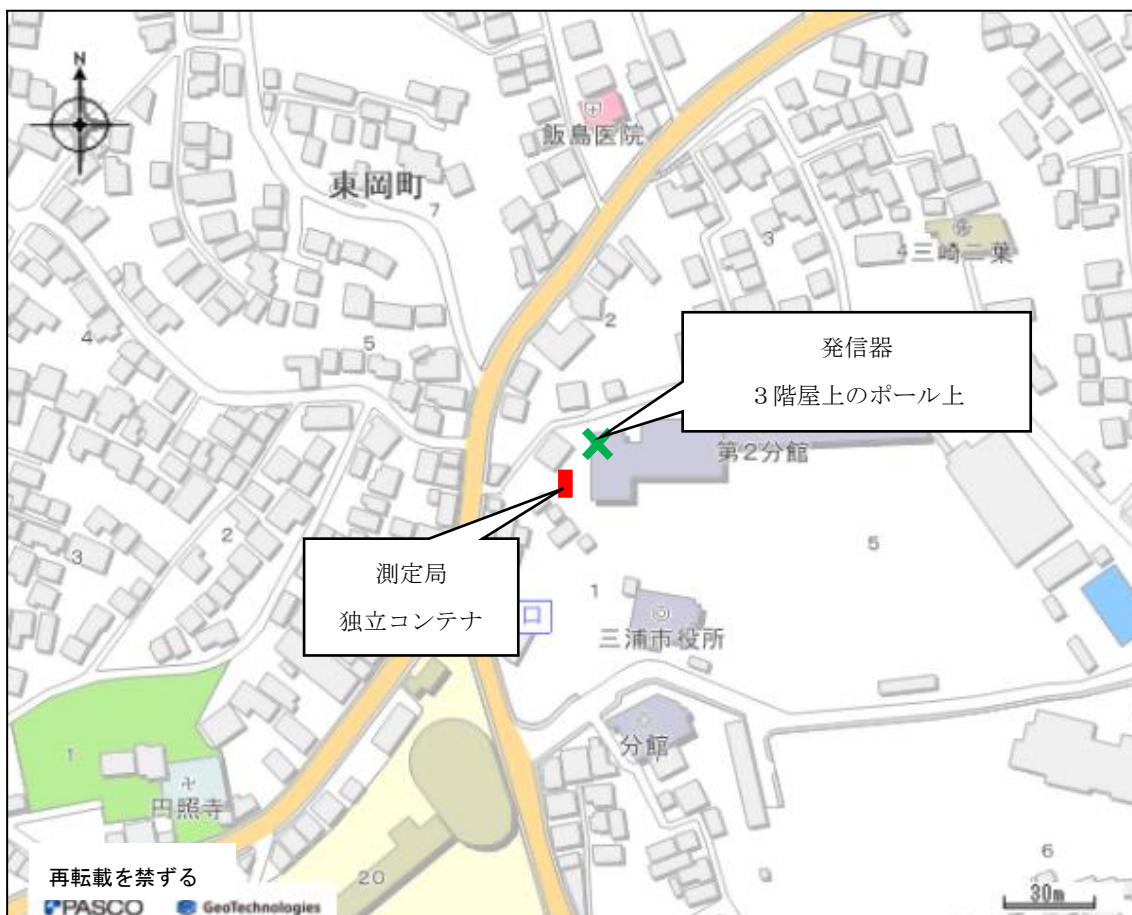 N
飯島医院
東岡町
7
3
4三崎二葉
4
2
5
発信器
3階屋上のポール上
第2分館
2
5
3
測定局
独立コンテナ
1
三浦市役所
分館
1
卍
円照寺
20
6
再転載を禁ずる
30m
PASCO
GeoTechnologies